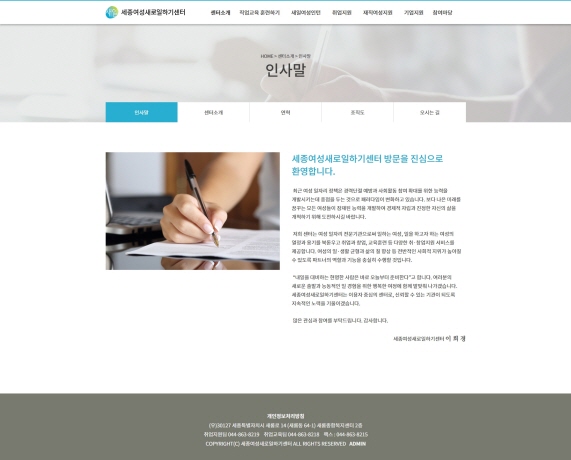 세종여성새로일하기센터 센터소개 직업교육 훈련하기 새일여성인턴 취업지원 재직여성지원 기업지원 참여마당
HOME > 센터소개 > 인사말
인사말
인사말 센터소개 연혁 조직도 오시는 길
세종여성새로일하기센터 방문을 진심으로
환영합니다.
최근 여성 일자리 정책은 경력단절 예방과 사회활동 참여 확대를 위한 능력을
개발시키는데 중점을 두는 것으로 패러다임이 변화하고 있습니다. 보다 나은 미래를
꿈꾸는 모든 여성들이 잠재된 능력을 개발하여 경제적 자립과 진정한 자신의 삶을
개척하기 위해 도전하시길 바랍니다.
저희 센터는 여성 일자리 전문기관으로써 일하는 여성, 일을 하고자 하는 여성의
열정과 용기를 북돋우고 취업과 창업, 교육훈련 등 다양한 취·창업지원 서비스를
제공합니다. 여성의 일·생활 균형과 삶의 질 향상 등 전반적인 사회적 지위가 높아질
수 있도록 파트너의 역할과 기능을 충실히 수행할 것입니다.
"내일을 대비하는 현명한 사람은 바로 오늘부터 준비한다"고 합니다. 여러분의
새로운 출발과 능동적인 일 경험을 위한 행복한 여정에 함께 발맞춰 나가겠습니다.
세종여성새로일하기센터는 이용자 중심의 센터로, 신뢰할 수 있는 기관이 되도록
지속적인 노력을 기울이겠습니다.
많은 관심과 참여를 부탁드립니다. 감사합니다.
세종여성새로일하기센터 이 희 경
개인정보처리방침
(우)30127 세종특별자치시 새롬로 14 (새롬동 64-1) 새롬종합복지센터 2층
취업지원팀 044-863-8219 취업교육팀 044-863-8218 팩스 : 044-863-8215
COPYRIGHT(C) 세종여성새로일하기센터 ALL RIGHTS RESERVED ADMIN